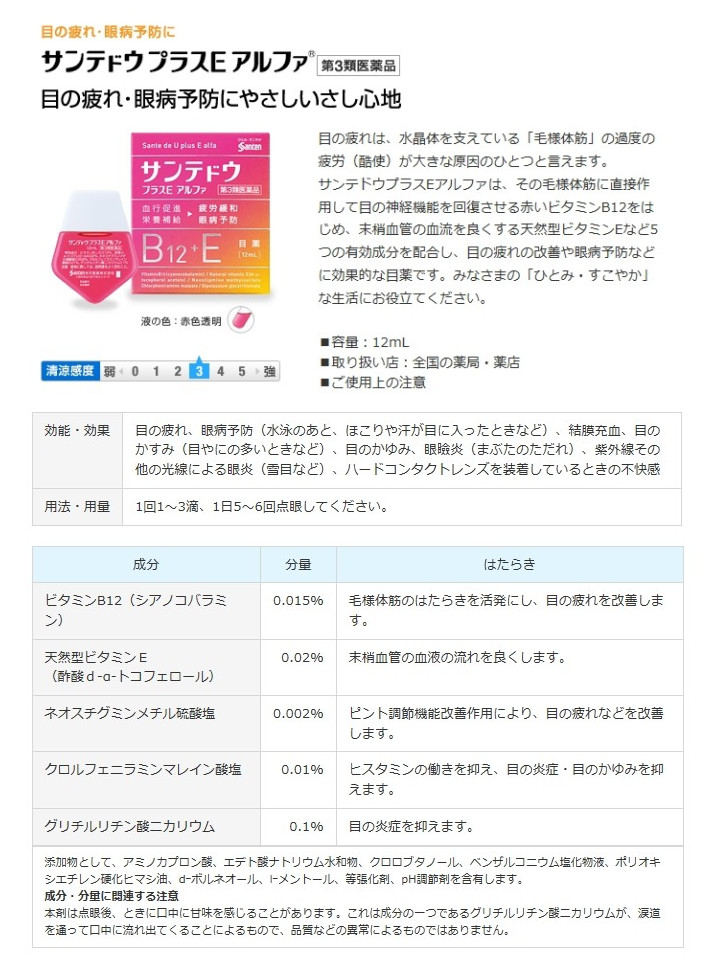 目の疲れ・眼病予防に
サンテドウ プラスE アルファ® 第3類医薬品
目の疲れ・眼病予防にやさしいさし心地
Sante de U plus E alfa
Santen
サンテドウ
プラスE アルファ 第3類医薬品
血行促進
栄養補給
▶
疲労緩和
眼病予防
B12+E 目薬
[12mL]
サンテドウプラスEアルファ
液の色：赤色透明
清涼感度 弱 0 1 2 3 4 5 強
目の疲れは、水晶体を支えている「毛様体筋」の過度の
疲労（酷使）が大きな原因のひとつと言えます。
サンテドウプラスEアルファは、その毛様体筋に直接作
用して目の神経機能を回復させる赤いビタミンB12をは
じめ、末梢血管の血流を良くする天然型ビタミンEなど5
つの有効成分を配合し、目の疲れの改善や眼病予防など
に効果的な目薬です。みなさまの「ひとみ・すこやか」
な生活にお役立てください。
■容量：12mL
■取り扱い店：全国の薬局・薬店
■ご使用上の注意
効能・効果
目の疲れ、眼病予防（水泳のあと、ほこりや汗が目に入ったときなど）、結膜充血、目の
かすみ（目やにの多いときなど）、目のかゆみ、眼瞼炎（まぶたのただれ）、紫外線その
他の光線による眼炎（雪目など）、ハードコンタクトレンズを装着しているときの不快感
用法・用量
1回1～3滴、1日5～6回点眼してください。
成分 分量 はたらき
ビタミンB12（シアノコバラミ
ン）
0.015%
毛様体筋のはたらきを活発にし、目の疲れを改善しま
す。
天然型ビタミンＥ
（酢酸ｄ-α-トコフェロール）
0.02%
末梢血管の血液の流れを良くします。
ネオスチグミンメチル硫酸塩
0.002%
ピント調節機能改善作用により、目の疲れなどを改善
します。
クロルフェニラミンマレイン酸塩
0.01%
ヒスタミンの働きを抑え、目の炎症・目のかゆみを抑
えます。
グリチルリチン酸二カリウム
0.1%
目の炎症を抑えます。
添加物として、アミノカプロン酸、エデト酸ナトリウム水和物、クロロブタノール、ベンザルコニウム塩化物液、ポリオキ
シエチレン硬化ヒマシ油、d-ボルネオール、l-メントール、等張化剤、pH調節剤を含有します。
成分・分量に関連する注意
本剤は点眼後、ときに口中に甘味を感じることがあります。これは成分の一つであるグリチルリチン酸二カリウムが、涙道
を通って口中に流れ出てくることによるもので、品質などの異常によるものではありません。